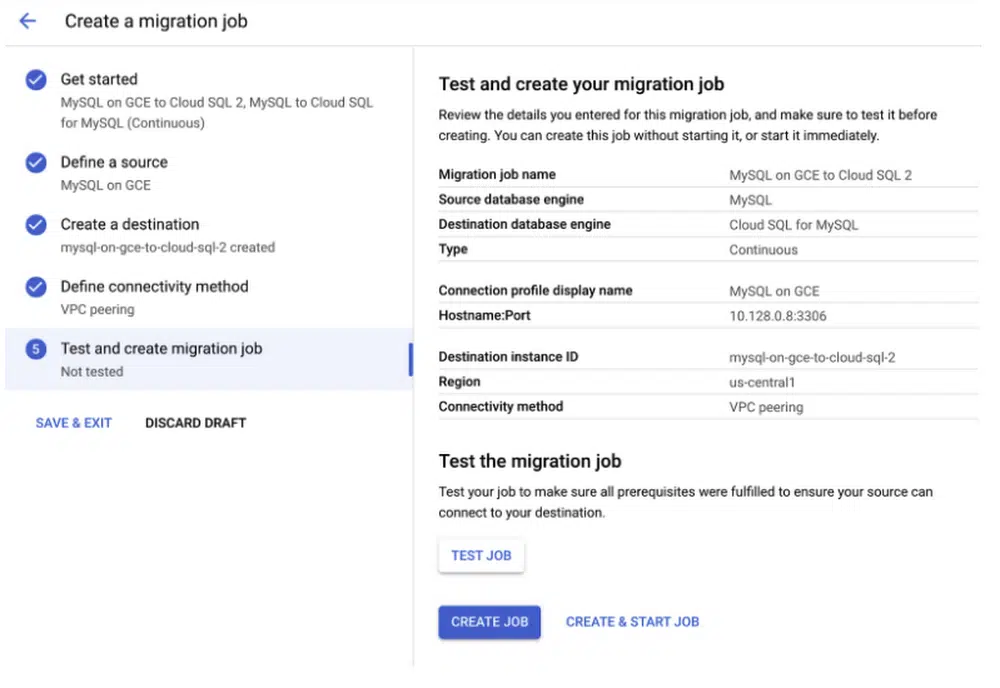 Create a migration job
Get started
MySQL on GCE to Cloud SQL 2, MySQL to Cloud SQL
for MySQL (Continuous)
Define a source
MySQL on GCE
Create a destination
mysql-on-gce-to-cloud-sql-2 created
Define connectivity method
VPC peering
5 Test and create migration job
Not tested
SAVE & EXIT DISCARD DRAFT
Test and create your migration job
Review the details you entered for this migration job, and make sure to test it before
creating. You can create this job without starting it, or start it immediately.
Migration job name MySQL on GCE to Cloud SQL 2
Source database engine MySQL
Destination database engine Cloud SQL for MySQL
Type Continuous
Connection profile display name MySQL on GCE
Hostname:Port 10.128.0.8:3306
Destination instance ID mysql-on-gce-to-cloud-sql-2
Region us-central1
Connectivity method VPC peering
Test the migration job
Test your job to make sure all prerequisites were fulfilled to ensure your source can
connect to your destination.
TEST JOB
CREATE JOB CREATE & START JOB